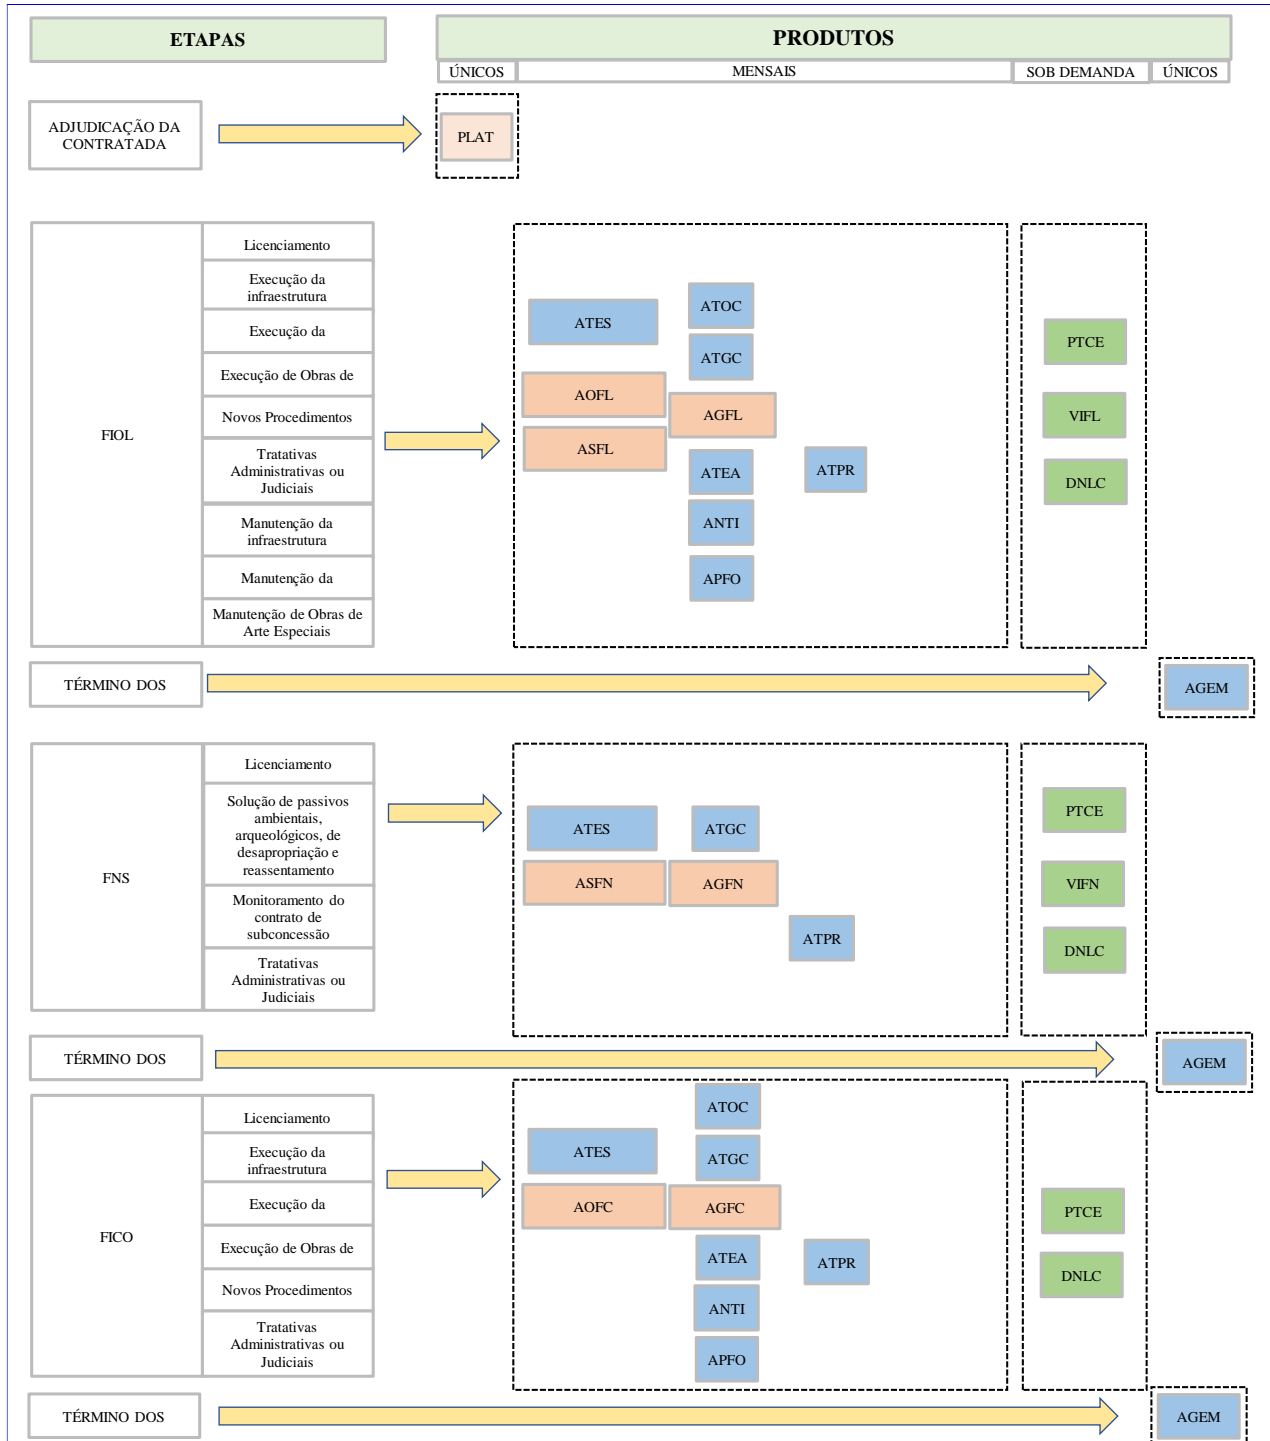 ETAPAS
PRODUTOS
ÚNICOS
MENSAIS
SOB DEMANDA
ÚNICOS
ADJUDICAÇÃO DA
CONTRATADA
PLAT
FIOL
Licenciamento
Execução da
infraestrutura
Execução da
Execução de Obras de
Novos Procedimentos
Tratativas
Administrativas ou
Judiciais
Manutenção da
infraestrutura
Manutenção da
Manutenção de Obras de
Arte Especiais
ATES
AOFL
ASFL
ATOC
ATGC
AGFL
ATEA
ANTI
APFO
ATPR
PTCE
VIFL
DNLC
TÉRMINO DOS
AGEM
FNS
Licenciamento
Solução de passivos
ambientais,
arqueológicos, de
desapropriação e
reassentamento
Monitoramento do
contrato de
subconcessão
Tratativas
Administrativas ou
Judiciais
ATES
ASFN
ATGC
AGFN
ATPR
PTCE
VIFN
DNLC
TÉRMINO DOS
AGEM
FICO
Licenciamento
Execução da
infraestrutura
Execução da
Execução de Obras de
Novos Procedimentos
Tratativas
Administrativas ou
Judiciais
ATES
AOFC
ATOC
ATGC
AGFC
ATEA
ANTI
APFO
ATPR
PTCE
DNLC
TÉRMINO DOS
AGEM